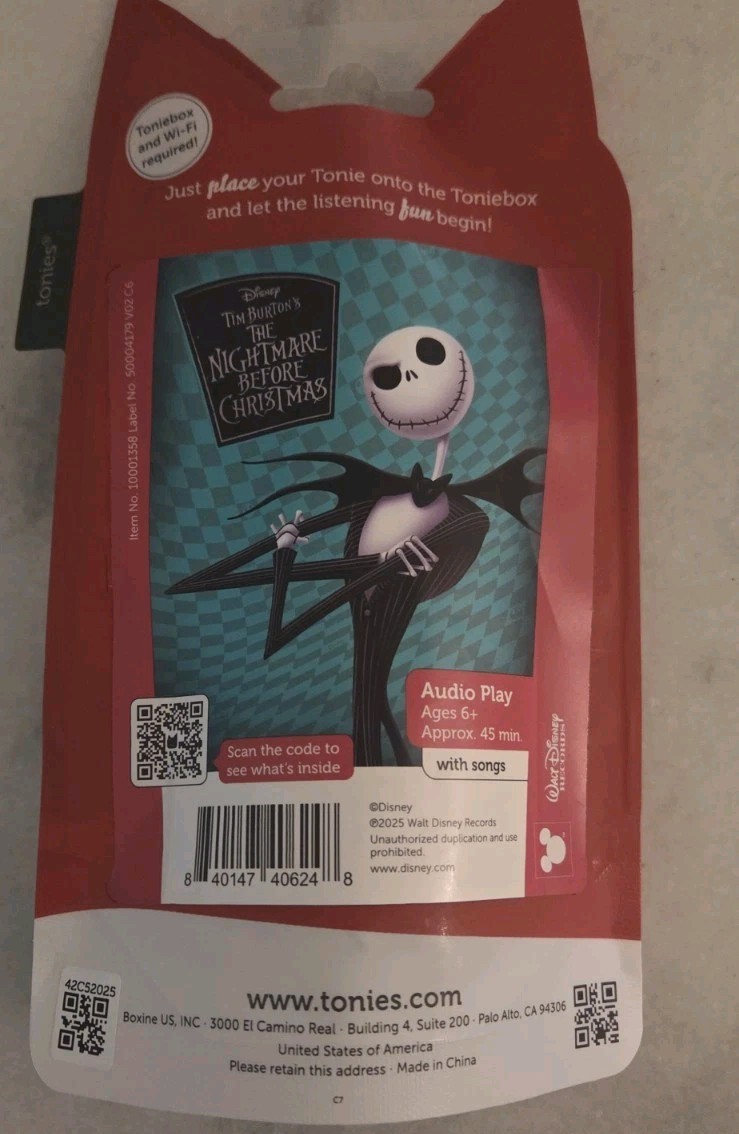 Toniebox
and Wi-Fi
required!
Just place your Tonie onto the Toniebox
and let the listening fun begin!
tonies®
Item No. 10001358 Label No. 50004179 V02 C6
Disney
TIM BURTON'S
THE
NIGHTMARE
BEFORE
CHRISTMAS
Audio Play
Ages 6+
Approx. 45 min.
with songs
Scan the code to
see what's inside
WALT DISNEY
RECORDS
©Disney
℗2025 Walt Disney Records
Unauthorized duplication and use
prohibited.
www.disney.com
8 40147 40624 8
42C52025
www.tonies.com
Boxine US, INC · 3000 El Camino Real · Building 4, Suite 200 · Palo Alto, CA 94306
United States of America
Please retain this address · Made in China
C7